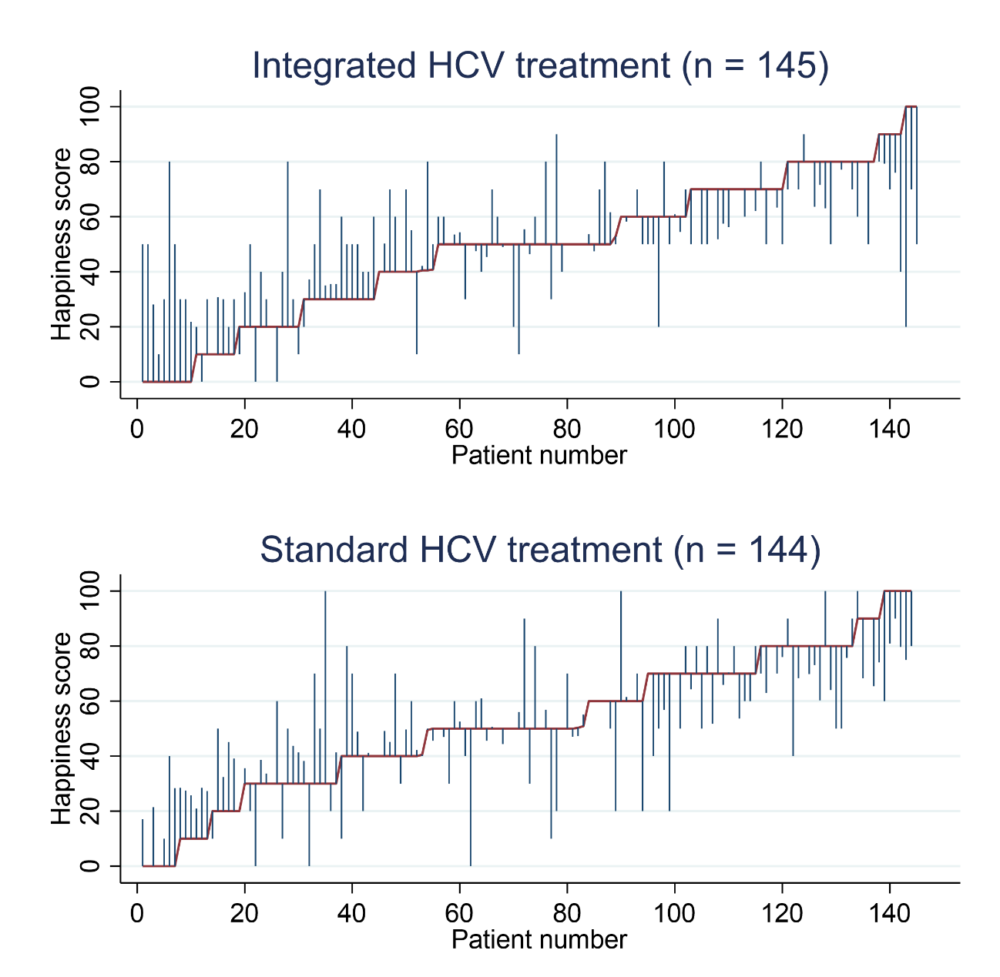 Integrated HCV treatment (n = 145)
Happiness score
100
80
60
40
20
0
0 20 40 60 80 100 120 140
Patient number
Standard HCV treatment (n = 144)
Happiness score
100
80
60
40
20
0
0 20 40 60 80 100 120 140
Patient number